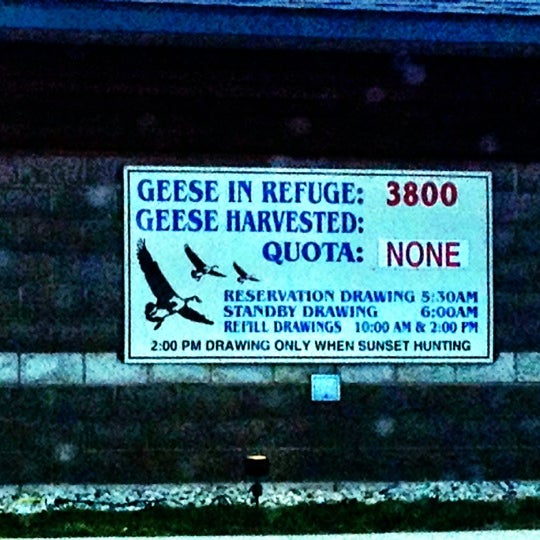 GEESE IN REFUGE: 3800
GEESE HARVESTED:
QUOTA: NONE
RESERVATION DRAWING 5:30AM
STANDBY DRAWING 6:00AM
REFILL DRAWINGS 10:00 AM & 2:00 PM
2:00 PM DRAWING ONLY WHEN SUNSET HUNTING